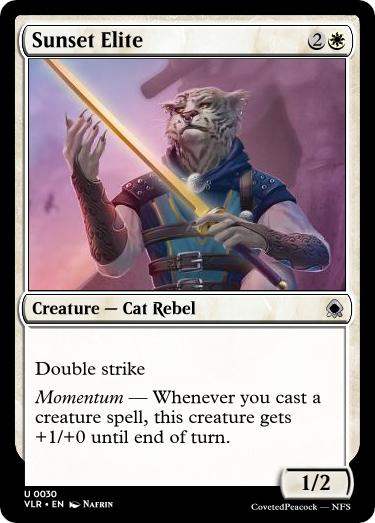 Sunset Elite 2
Creature — Cat Rebel
Double strike
Momentum — Whenever you cast a
creature spell, this creature gets
+1/+0 until end of turn.
1/2
U 0030
VLR • EN Nafrin
CovetedPeacock — NFS